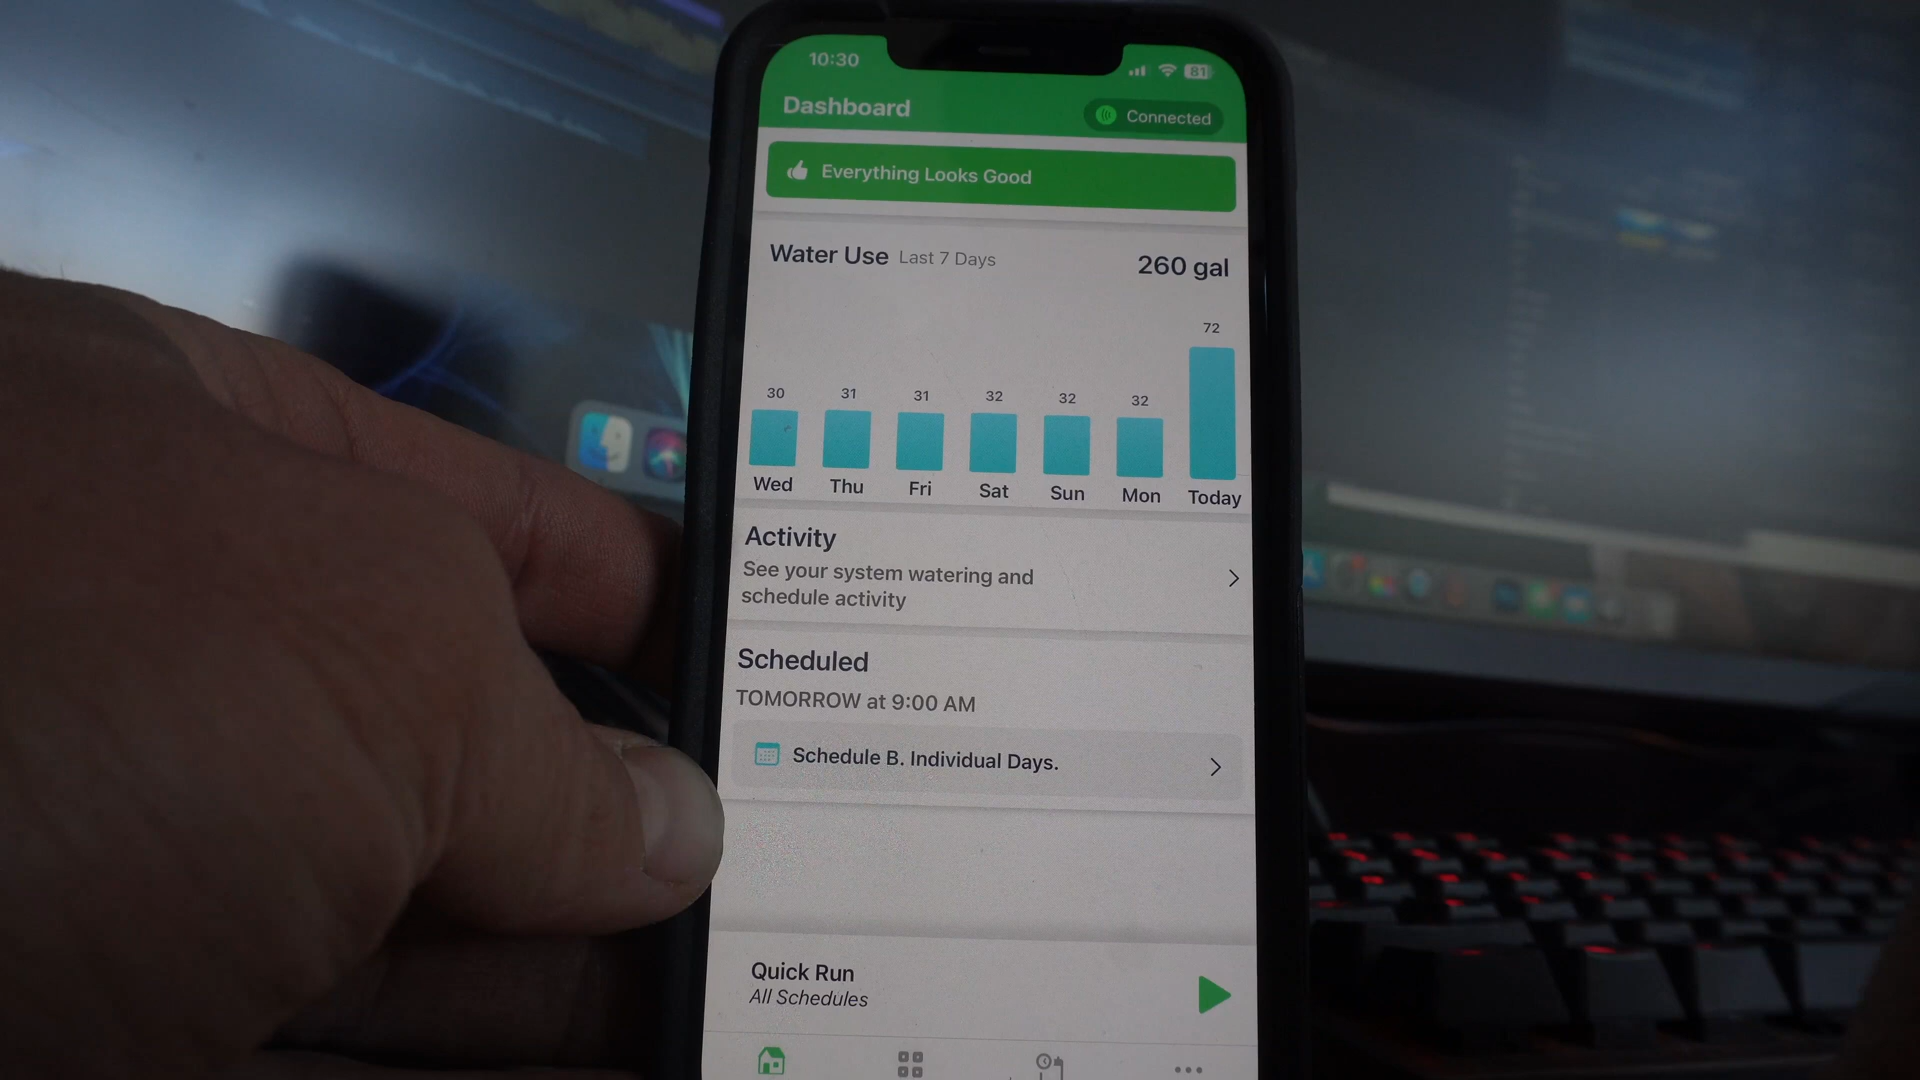 10:30
81
Dashboard
Connected
Everything Looks Good
Water Use Last 7 Days 260 gal
72
30 31 31 32 32 32
Wed Thu Fri Sat Sun Mon Today
Activity
See your system watering and
schedule activity
Scheduled
TOMORROW at 9:00 AM
Schedule B. Individual Days.
Quick Run
All Schedules